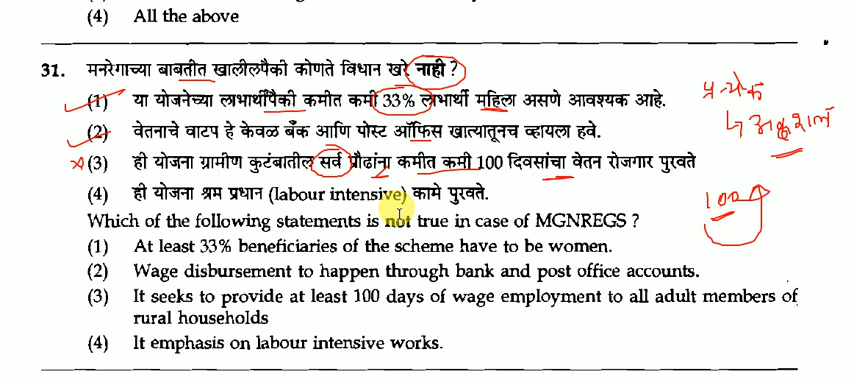 (4) All the above
31. मनरेगाच्या बाबतीत खालीलपैकी कोणते विधान खरे नाही ?
(1) या योजनेच्या लाभार्थीपैकी कमीत कमी 33% लाभार्थी महिला असणे आवश्यक आहे.
(2) वेतनाचे वाटप हे केवळ बँक आणि पोस्ट ऑफिस खात्यातूनच व्हायला हवे.
(3) ही योजना ग्रामीण कुटंबातील सर्व प्रौढांना कमीत कमी 100 दिवसांचा वेतन रोजगार पुरवते
(4) ही योजना श्रम प्रधान (labour intensive) कामे पुरवते.
Which of the following statements is not true in case of MGNREGS ?
(1) At least 33% beneficiaries of the scheme have to be women.
(2) Wage disbursement to happen through bank and post office accounts.
(3) It seeks to provide at least 100 days of wage employment to all adult members of
rural households
(4) It emphasis on labour intensive works.
प्रत्येक
अकुशल
100